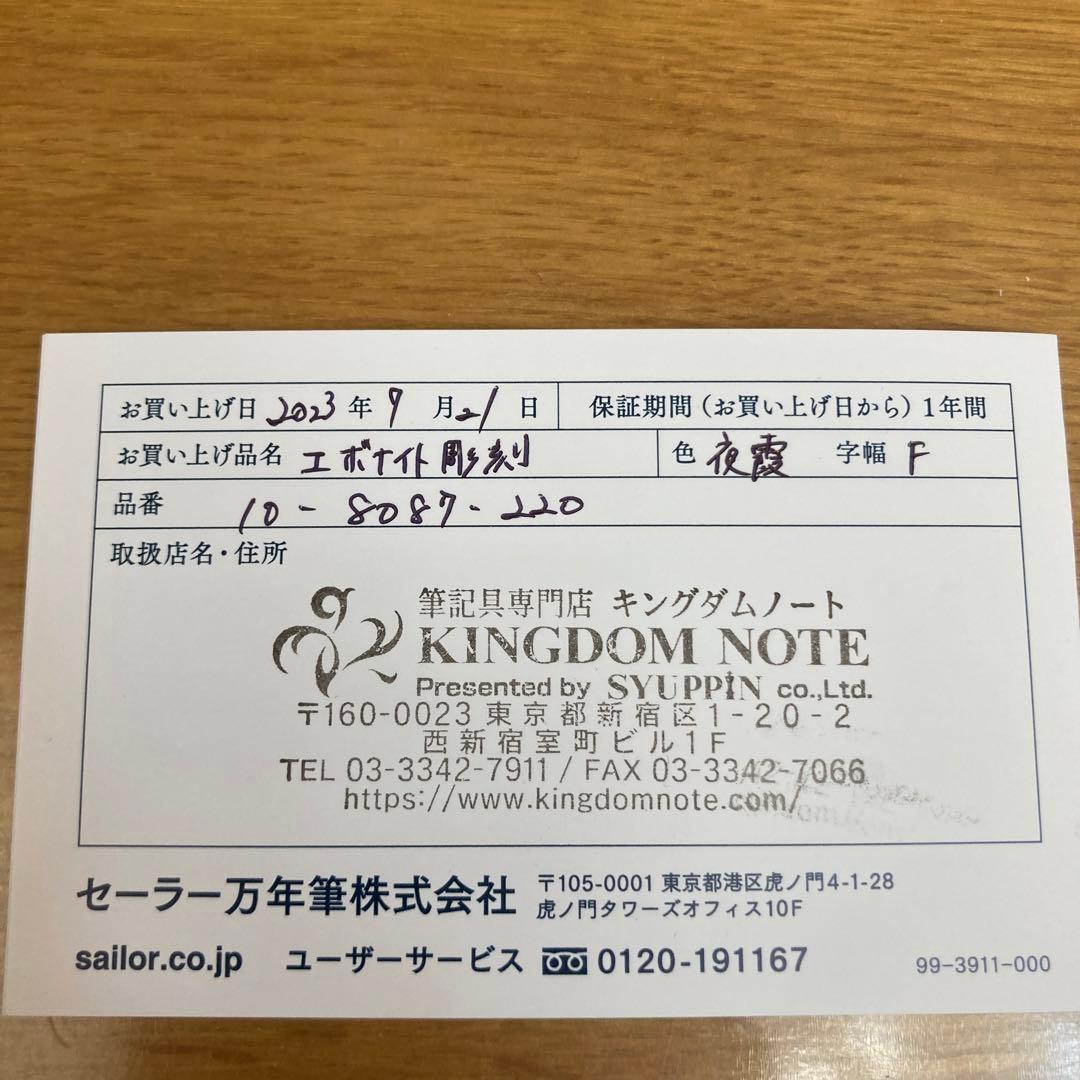 お買い上げ日 2023 年 9 月 21 日 保証期間（お買い上げ日から）1年間
お買い上げ品名 エボナイト彫刻 色 夜霞 字幅 F
品番 10-8087-220
取扱店名・住所
筆記具専門店 キングダムノート
KINGDOM NOTE
Presented by SYUPPIN co.,Ltd.
〒160-0023 東京都新宿区1-20-2
西新宿室町ビル1F
TEL 03-3342-7911 / FAX 03-3342-7066
https://www.kingdomnote.com/
セーラー万年筆株式会社 〒105-0001 東京都港区虎ノ門4-1-28
虎ノ門タワーズオフィス10F
sailor.co.jp ユーザーサービス 0120-191167 99-3911-000